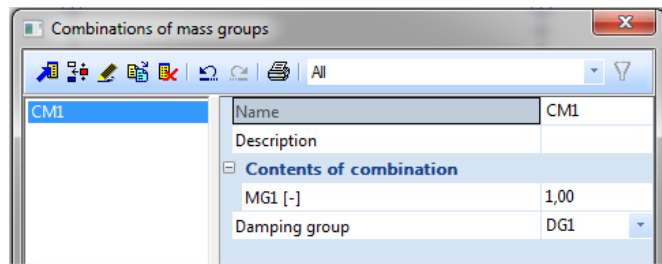 Combinations of mass groups
All
CM1
Name CM1
Description
Contents of combination
MG1 [-] 1,00
Damping group DG1